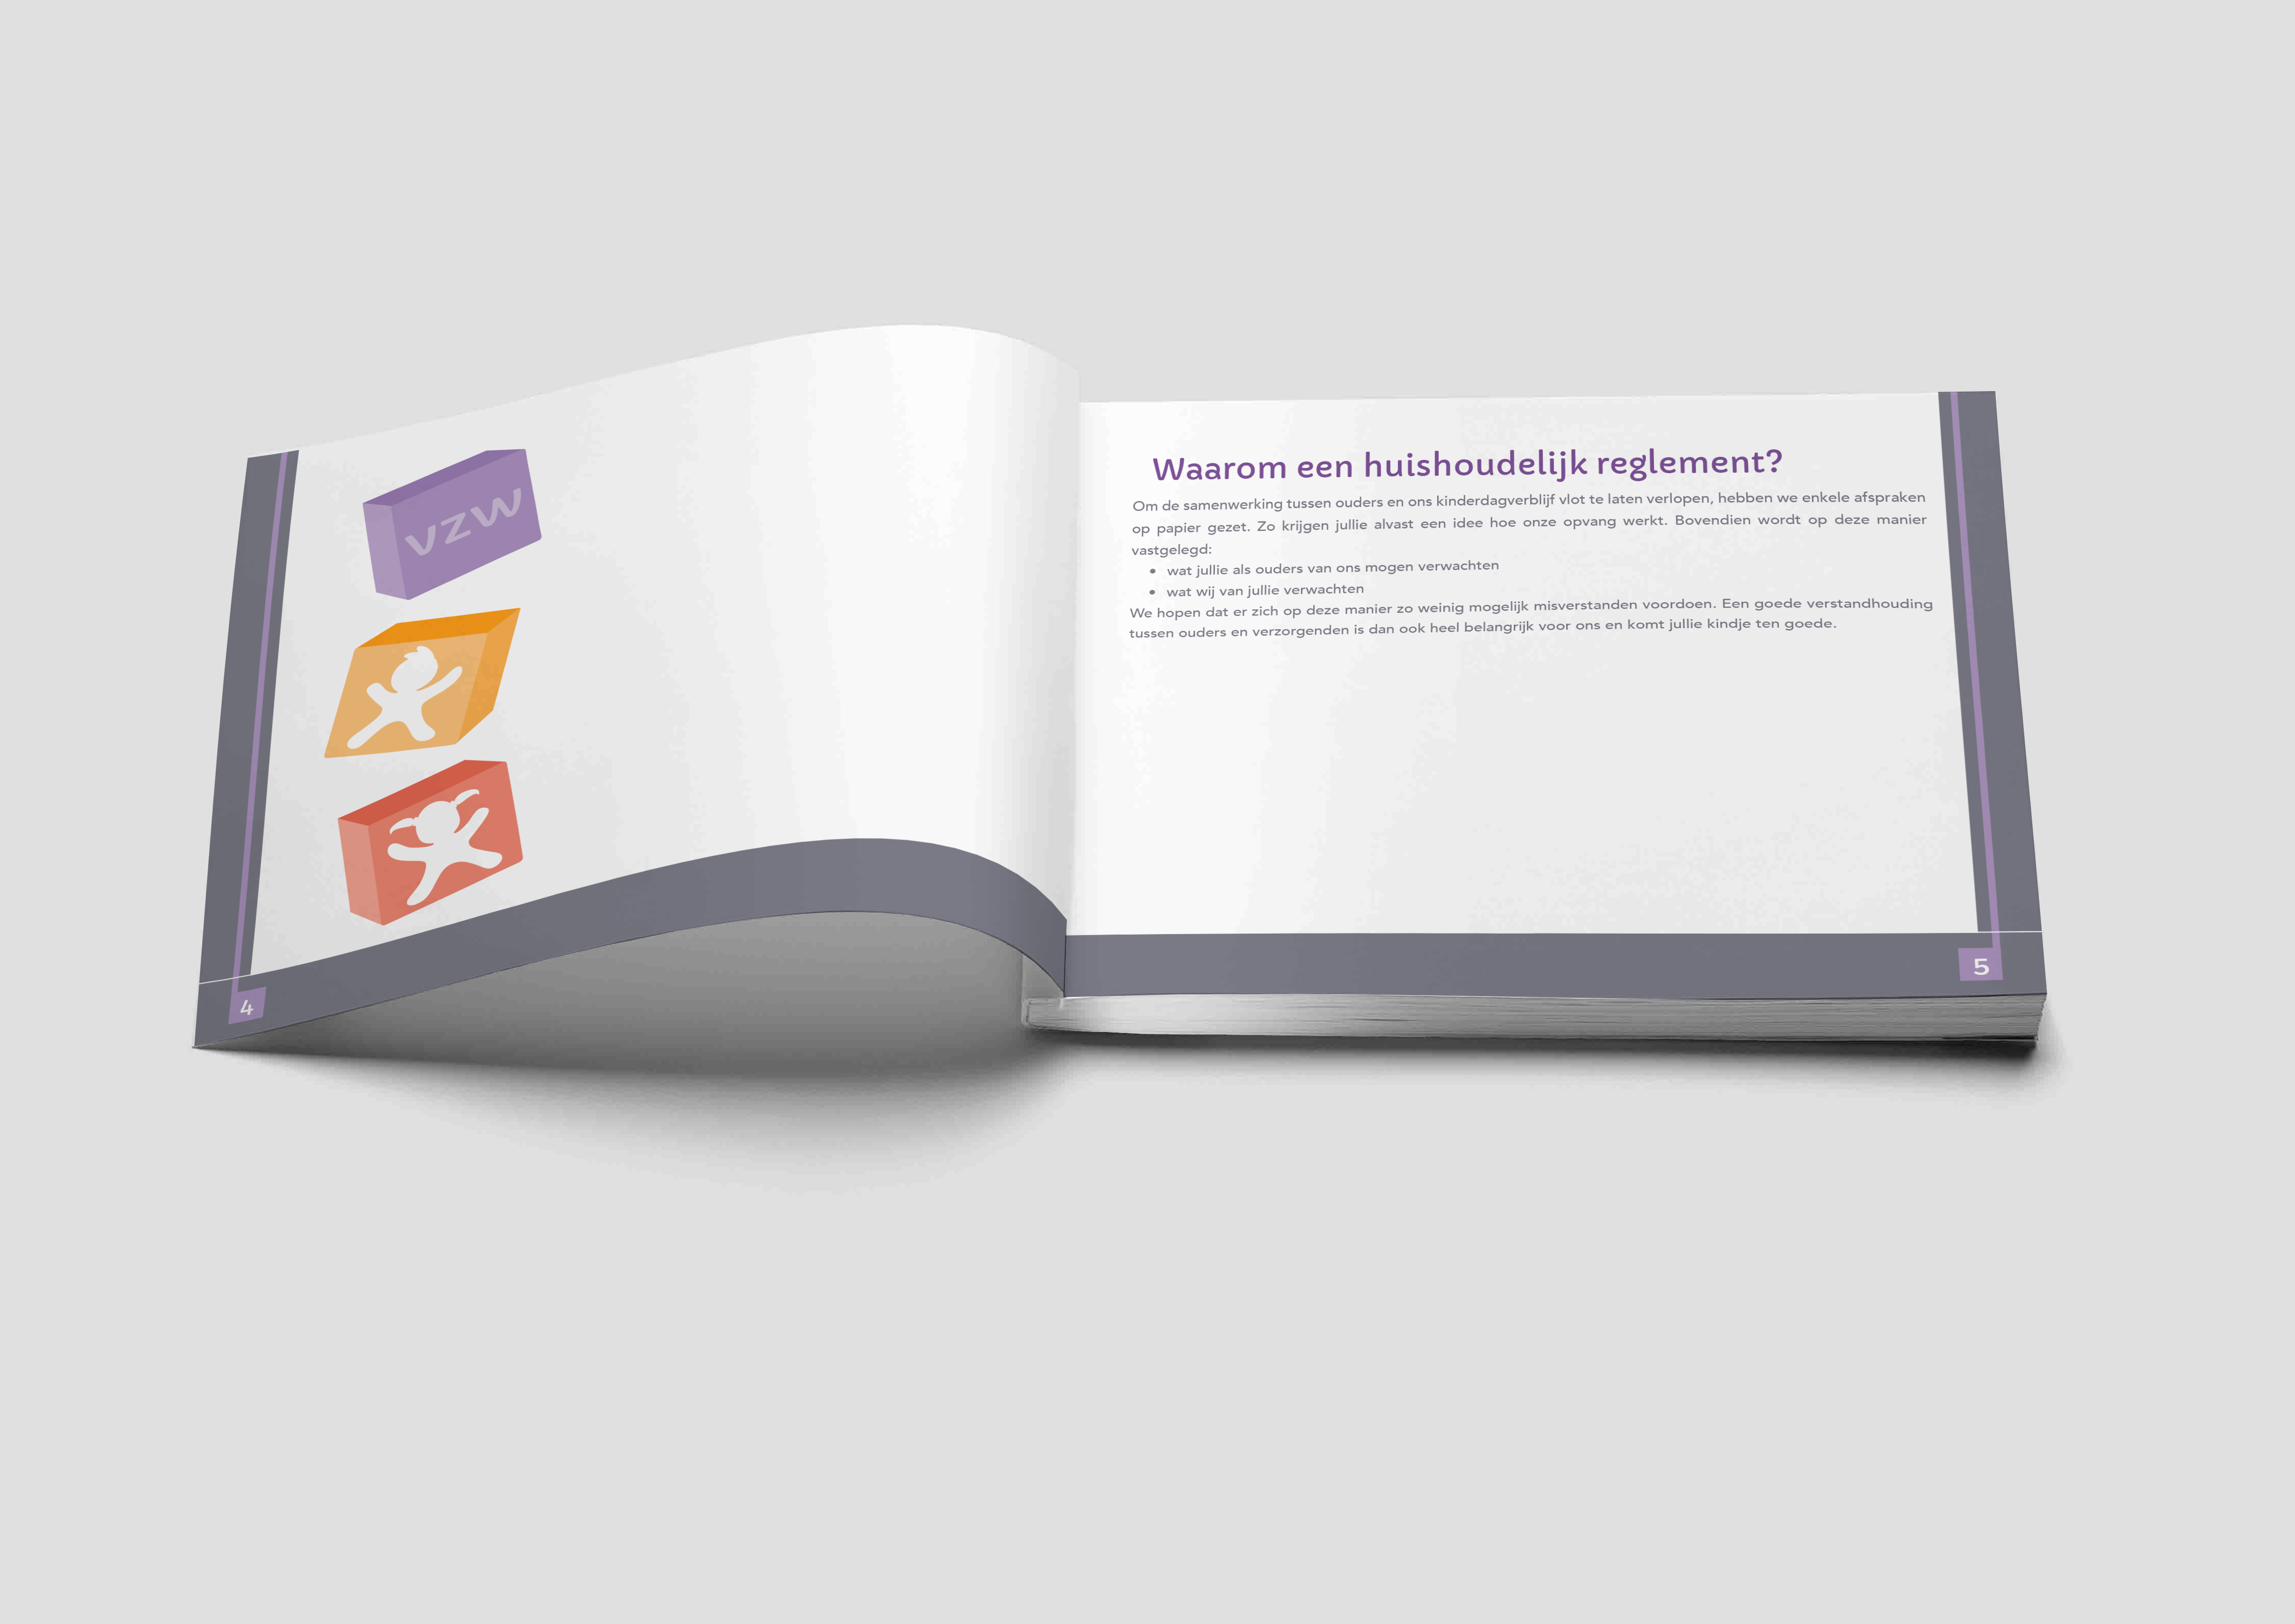 vzw
4
Waarom een huishoudelijk reglement?
Om de samenwerking tussen ouders en ons kinderdagverblijf vlot te laten verlopen, hebben we enkele afspraken
op papier gezet. Zo krijgen jullie alvast een idee hoe onze opvang werkt. Bovendien wordt op deze manier
vastgelegd:
• wat jullie als ouders van ons mogen verwachten
• wat wij van jullie verwachten
We hopen dat er zich op deze manier zo weinig mogelijk misverstanden voordoen. Een goede verstandhouding
tussen ouders en verzorgenden is dan ook heel belangrijk voor ons en komt jullie kindje ten goede.
5